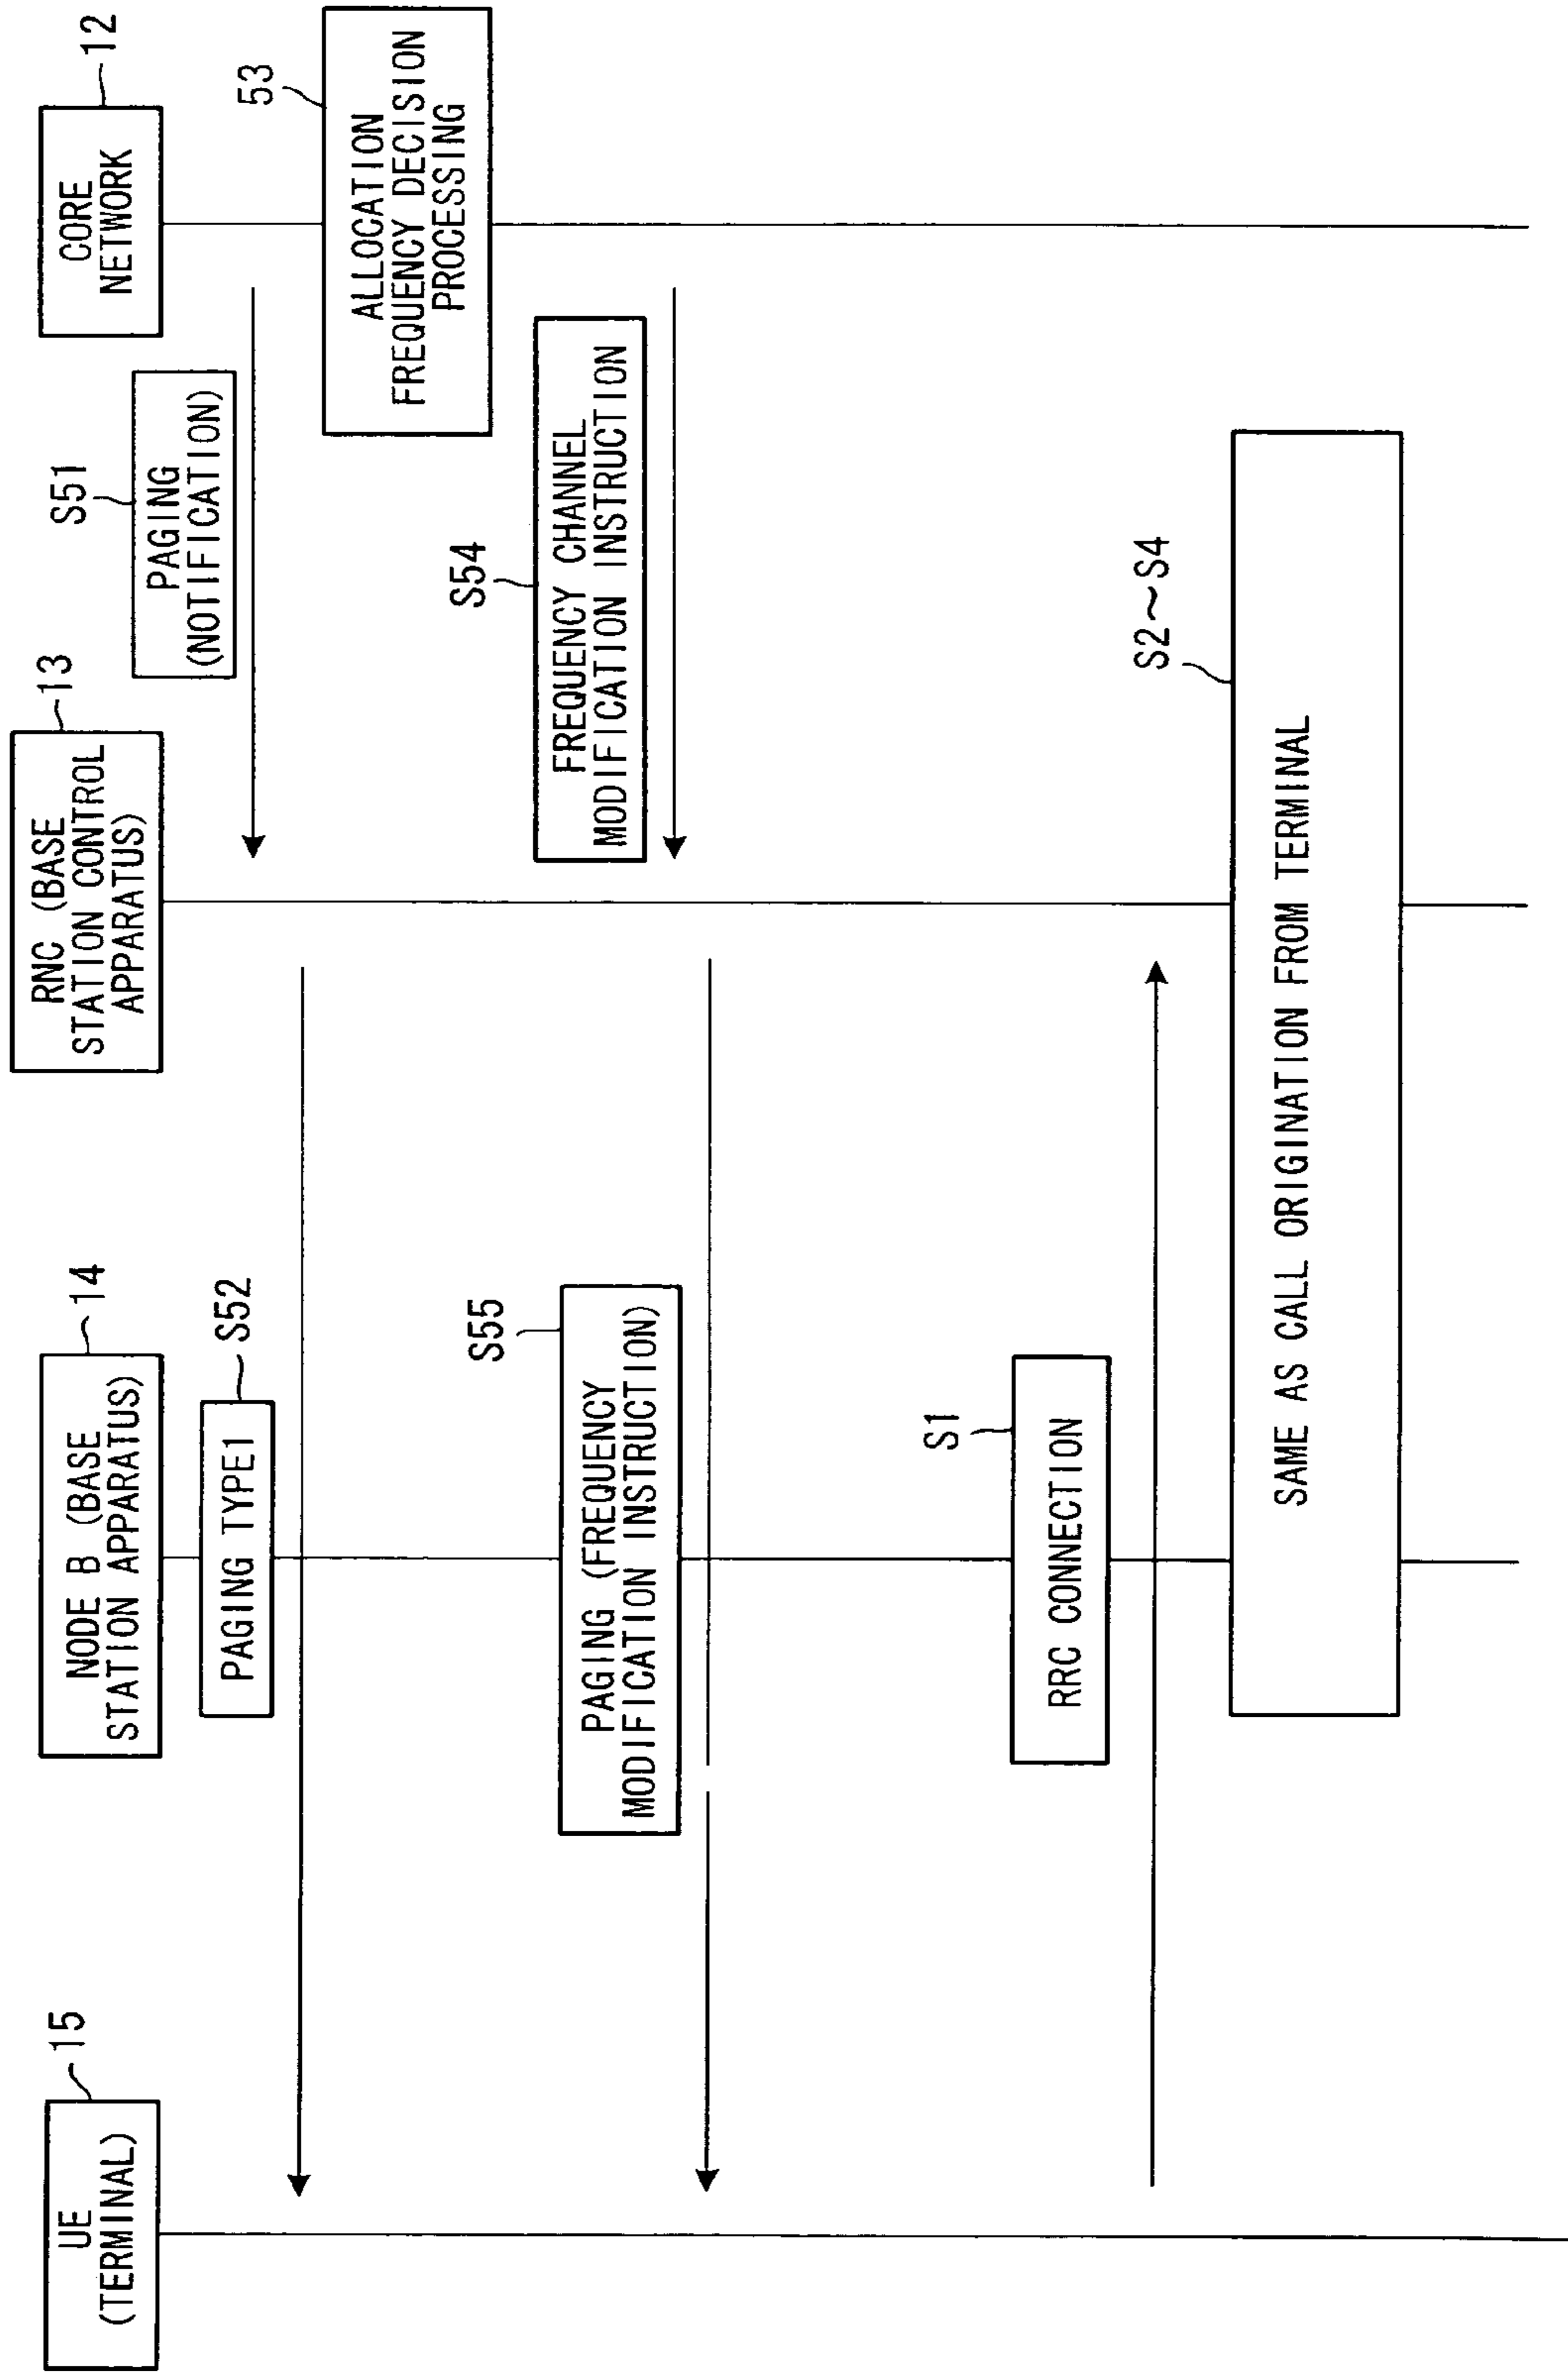 UE
(TERMINAL)
15
NODE B (BASE
STATION APPARATUS)
14
RNC (BASE
STATION CONTROL
APPARATUS)
13
CORE
NETWORK
12
S51
PAGING
(NOTIFICATION)
PAGING TYPE1
S52
53
ALLOCATION
FREQUENCY DECISION
PROCESSING
S54
FREQUENCY CHANNEL
MODIFICATION INSTRUCTION
S55
PAGING (FREQUENCY
MODIFICATION INSTRUCTION)
S1
RRC CONNECTION
S2~S4
SAME AS CALL ORIGINATION FROM TERMINAL